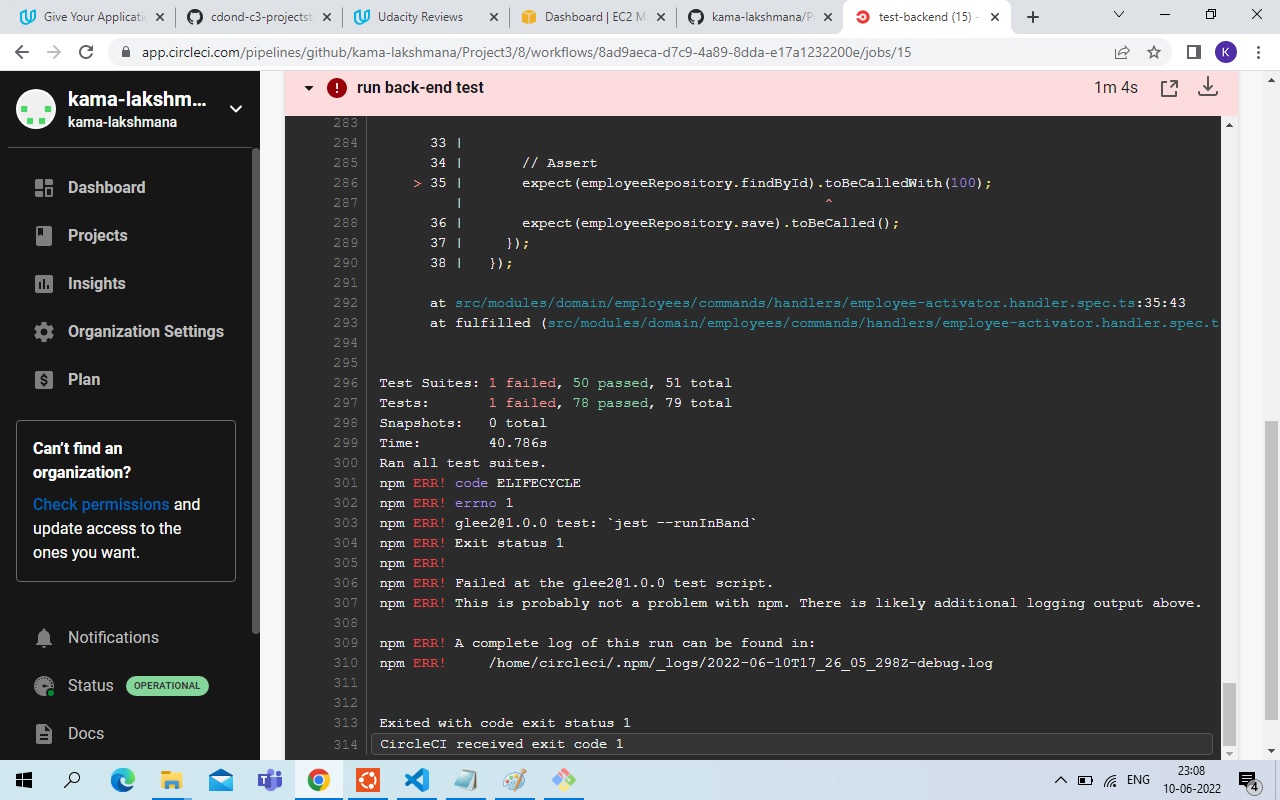 Give Your Applicati
cdond-c3-projectst
Udacity Reviews
Dashboard | EC2 M
kama-lakshmana/P
test-backend (15) -
app.circleci.com/pipelines/github/kama-lakshmana/Project3/8/workflows/8ad9aeca-d7c9-4a89-8dda-e17a1232200e/jobs/15
K
kama-lakshm...
kama-lakshmana
Dashboard
Projects
Insights
Organization Settings
Plan
Can't find an
organization?
Check permissions and
update access to the
ones you want.
Notifications
Status OPERATIONAL
Docs
run back-end test 1m 4s
283
284 33 |
285 34 | // Assert
286 > 35 | expect(employeeRepository.findById).toBeCalledWith(100);
287 | ^
288 36 | expect(employeeRepository.save).toBeCalled();
289 37 | });
290 38 | });
291
292 at src/modules/domain/employees/commands/handlers/employee-activator.handler.spec.ts:35:43
293 at fulfilled (src/modules/domain/employees/commands/handlers/employee-activator.handler.spec.t
294
295
296 Test Suites: 1 failed, 50 passed, 51 total
297 Tests: 1 failed, 78 passed, 79 total
298 Snapshots: 0 total
299 Time: 40.786s
300 Ran all test suites.
301 npm ERR! code ELIFECYCLE
302 npm ERR! errno 1
303 npm ERR! glee2@1.0.0 test: `jest --runInBand`
304 npm ERR! Exit status 1
305 npm ERR!
306 npm ERR! Failed at the glee2@1.0.0 test script.
307 npm ERR! This is probably not a problem with npm. There is likely additional logging output above.
308
309 npm ERR! A complete log of this run can be found in:
310 npm ERR! /home/circleci/.npm/_logs/2022-06-10T17_26_05_298Z-debug.log
311
312
313 Exited with code exit status 1
314 CircleCI received exit code 1
ENG
23:08
10-06-2022
4